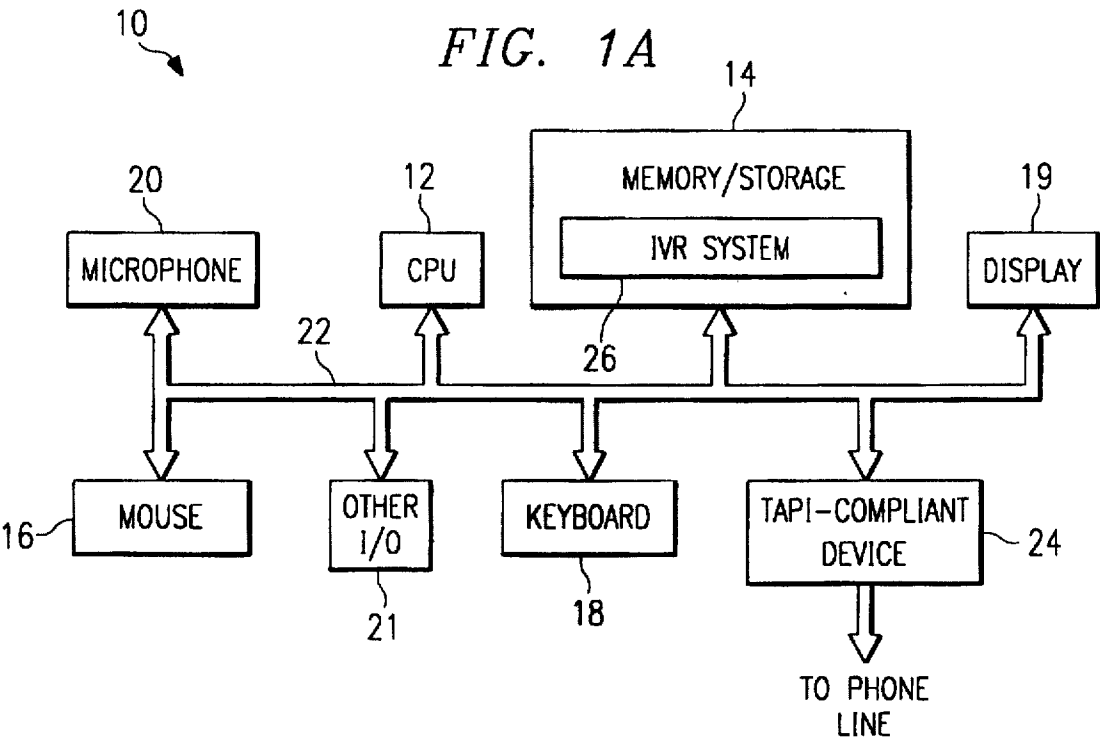 10
FIG. 1A
14
20
12
MEMORY/STORAGE
19
MICROPHONE
CPU
IVR SYSTEM
DISPLAY
22
26
16
MOUSE
OTHER
I/O
KEYBOARD
TAPI-COMPLIANT
DEVICE
24
21
18
TO PHONE
LINE